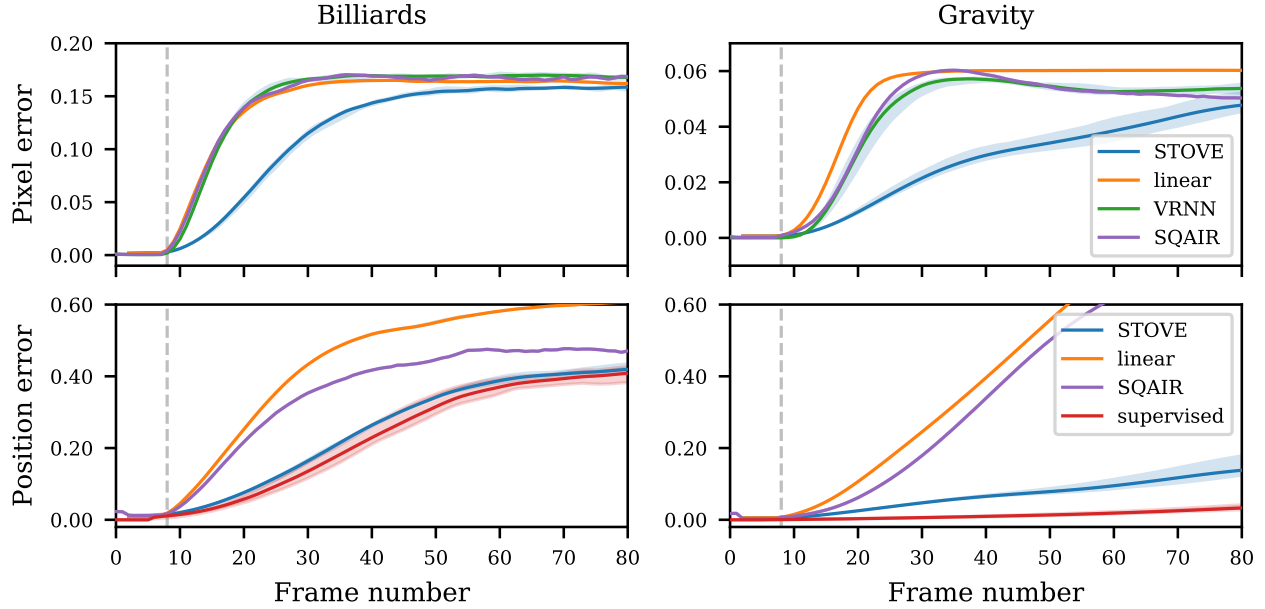 Billiards
Gravity
Pixel error
0.20
0.15
0.10
0.05
0.00
0.06
0.04
0.02
0.00
STOVE
linear
VRNN
SQAIR
Position error
0.60
0.40
0.20
0.00
0 10 20 30 40 50 60 70 80
Frame number
0.60
0.40
0.20
0.00
STOVE
linear
SQAIR
supervised
0 10 20 30 40 50 60 70 80
Frame number